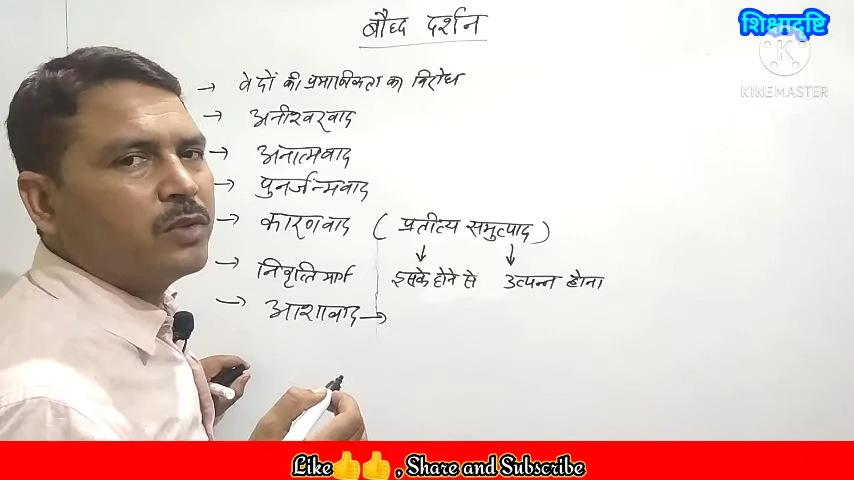 बौद्ध दर्शन
शिक्षादृष्टि
KINEMASTER
→ वेदों की प्रमाणिकता का विरोध
→ अनीश्वरवाद
→ अनात्मवाद
→ पुनर्जन्मवाद
→ कारणवाद ( प्रतीत्य समुत्पाद )
→ निवृत्ति मार्ग इसके होने से उत्पन्न होना
→ आशावाद →
Like👍👍, Share and Subscribe